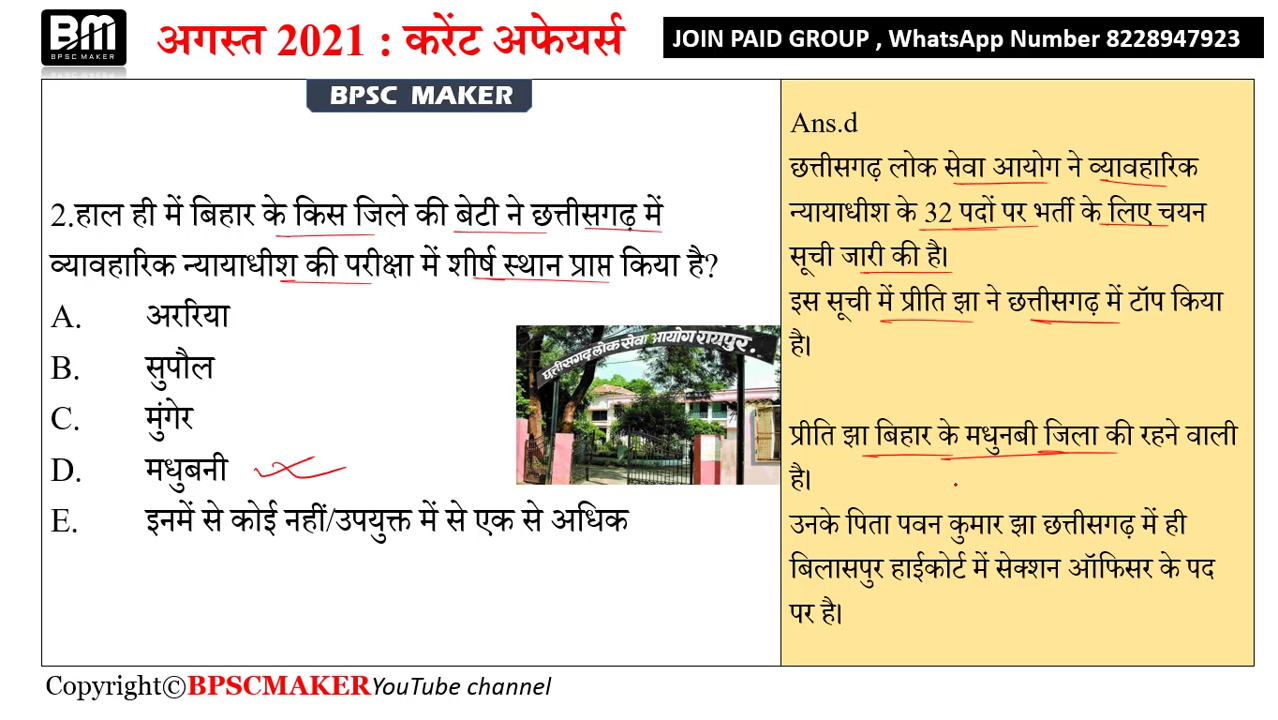 BM
BPSC MAKER
अगस्त 2021 : करेंट अफेयर्स
JOIN PAID GROUP , WhatsApp Number 8228947923
BPSC MAKER
2.हाल ही में बिहार के किस जिले की बेटी ने छत्तीसगढ़ में
व्यावहारिक न्यायाधीश की परीक्षा में शीर्ष स्थान प्राप्त किया है?
A. अररिया
B. सुपौल
C. मुंगेर
D. मधुबनी
E. इनमें से कोई नहीं/उपयुक्त में से एक से अधिक
छत्तीसगढ़ लोक सेवा आयोग रायपुर.
Ans.d
छत्तीसगढ़ लोक सेवा आयोग ने व्यावहारिक
न्यायाधीश के 32 पदों पर भर्ती के लिए चयन
सूची जारी की है।
इस सूची में प्रीति झा ने छत्तीसगढ़ में टॉप किया
है।
प्रीति झा बिहार के मधुनबी जिला की रहने वाली
है।
उनके पिता पवन कुमार झा छत्तीसगढ़ में ही
बिलासपुर हाईकोर्ट में सेक्शन ऑफिसर के पद
पर है।
Copyright©BPSCMAKERYouTube channel